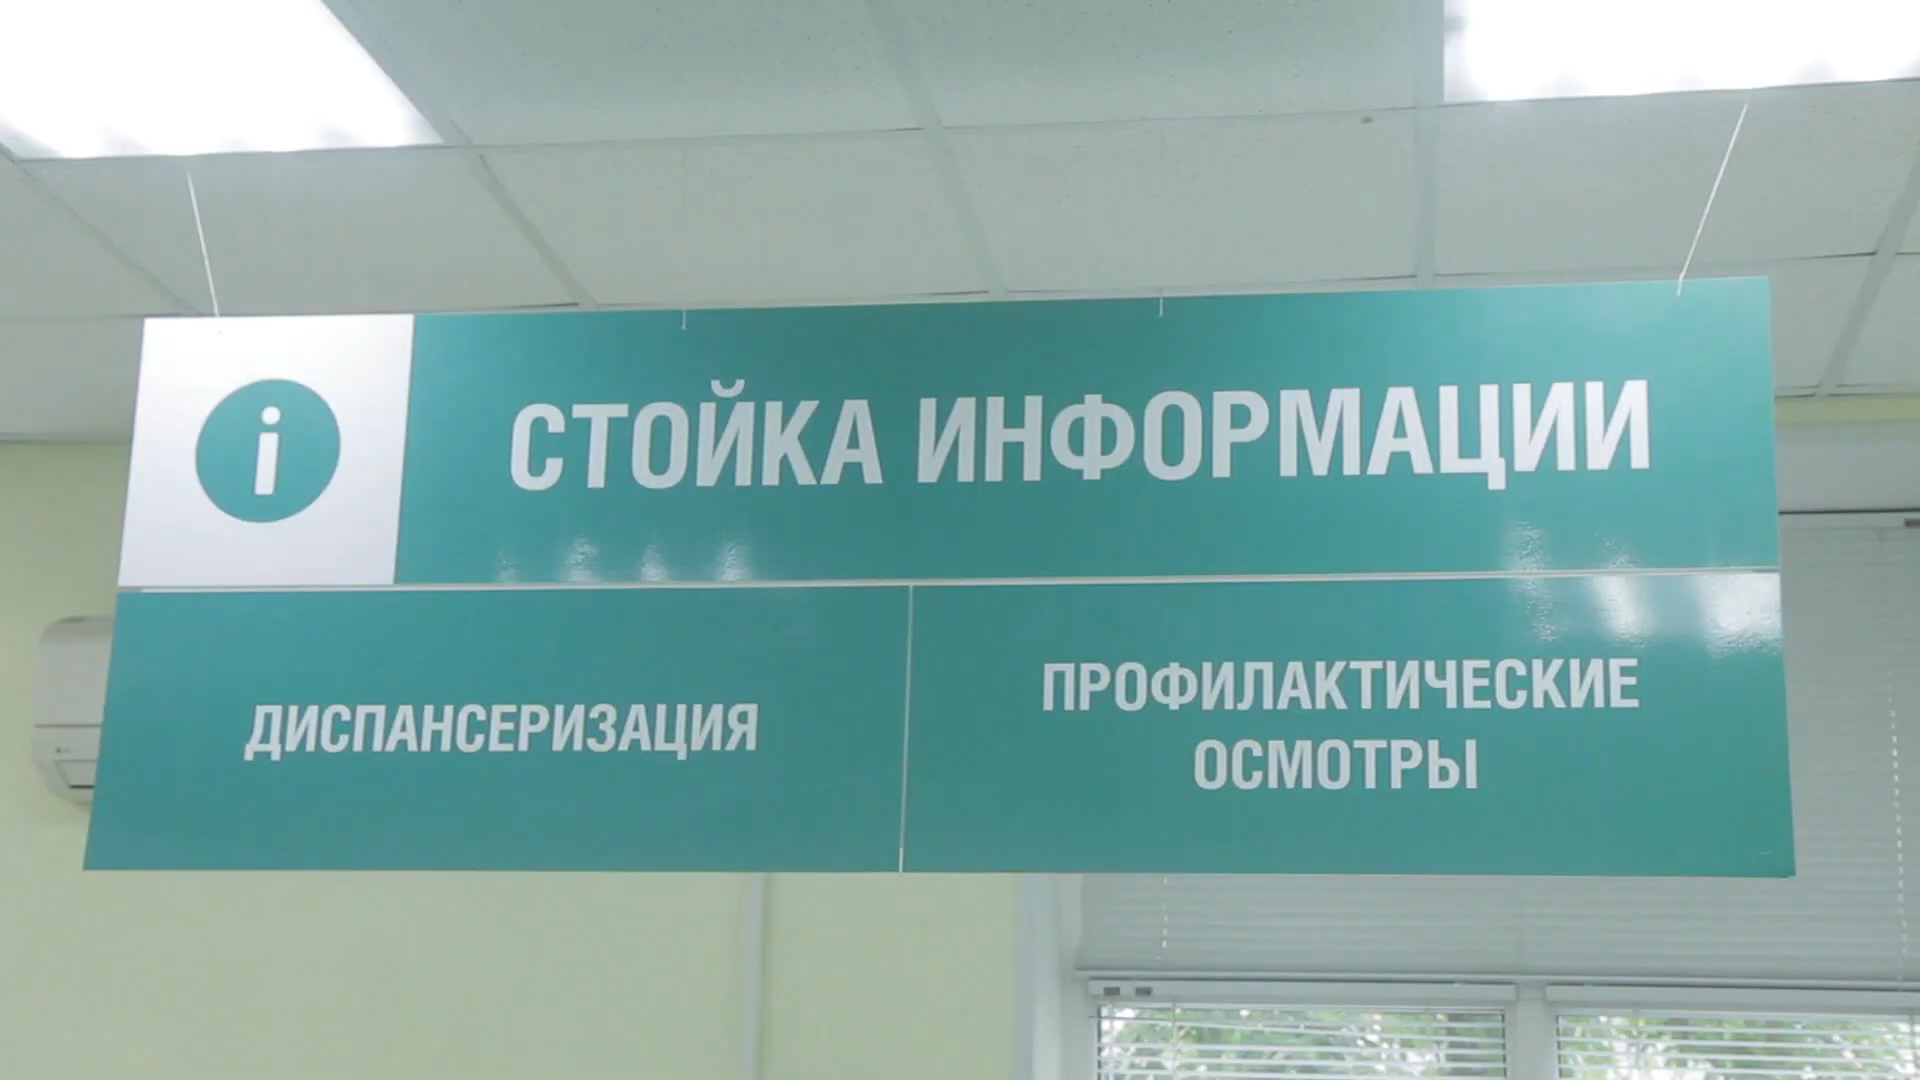 i
СТОЙКА ИНФОРМАЦИИ
ДИСПАНСЕРИЗАЦИЯ
ПРОФИЛАКТИЧЕСКИЕ
ОСМОТРЫ